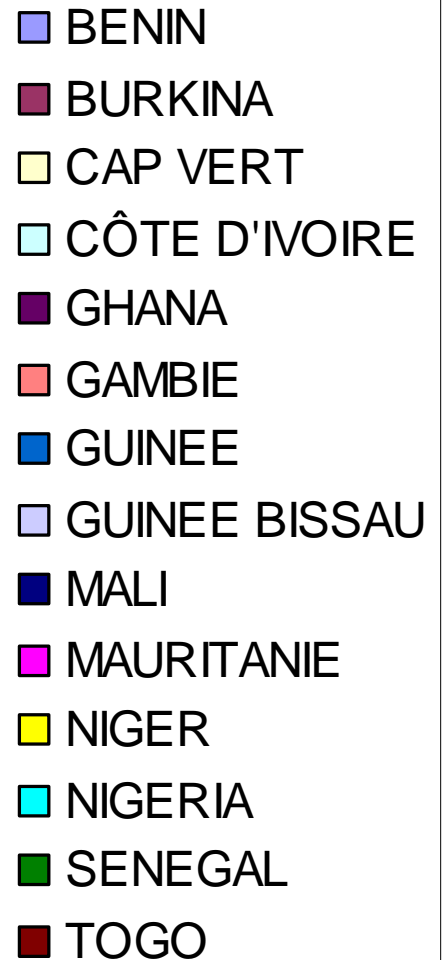 BENIN
BURKINA
CAP VERT
CÔTE D'IVOIRE
GHANA
GAMBIE
GUINEE
GUINEE BISSAU
MALI
MAURITANIE
NIGER
NIGERIA
SENEGAL
TOGO